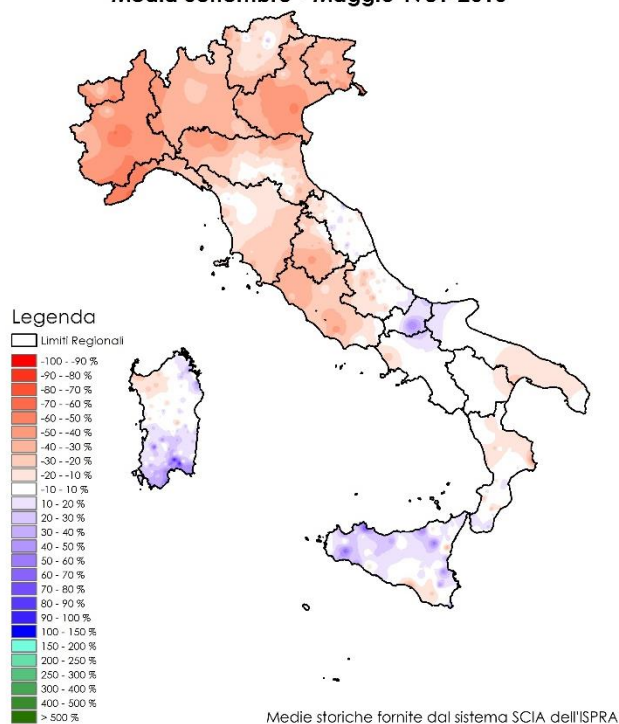 Media settembre - Maggio 1981-2010
Legenda
Limiti Regionali
-100 - -90 %
-90 - -80 %
-80 - -70 %
-70 - -60 %
-60 - -50 %
-50 - -40 %
-40 - -30 %
-30 - -20 %
-20 - -10 %
-10 - 10 %
10 - 20 %
20 - 30 %
30 - 40 %
40 - 50 %
50 - 60 %
60 - 70 %
70 - 80 %
80 - 90 %
90 - 100 %
100 - 150 %
150 - 200 %
200 - 250 %
250 - 300 %
300 - 400 %
400 - 500 %
> 500 %
Medie storiche fornite dal sistema SCIA dell'ISPRA